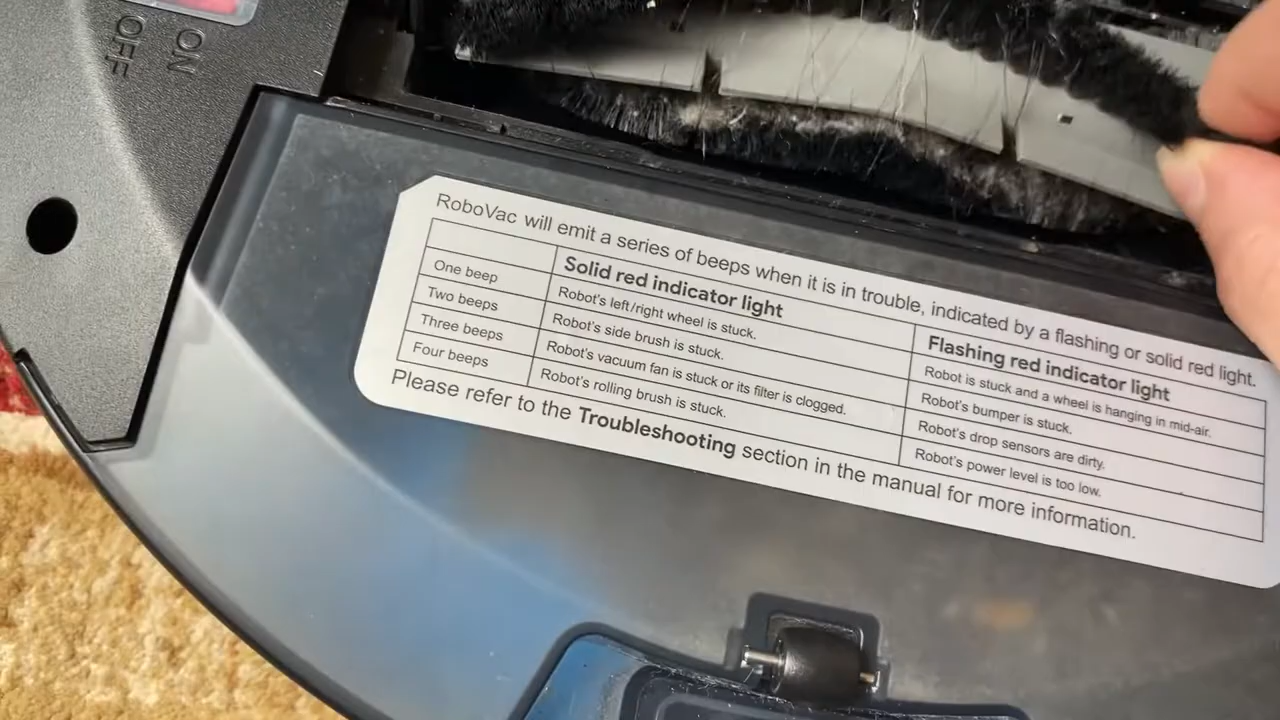 OFF
ON
RoboVac will emit a series of beeps when it is in trouble, indicated by a flashing or solid red light.
Solid red indicator light Flashing red indicator light
One beep Robot's left/right wheel is stuck. Robot is stuck and a wheel is hanging in mid-air.
Two beeps Robot's side brush is stuck. Robot's bumper is stuck.
Three beeps Robot's vacuum fan is stuck or its filter is clogged. Robot's drop sensors are dirty.
Four beeps Robot's rolling brush is stuck. Robot's power level is too low.
Please refer to the Troubleshooting section in the manual for more information.